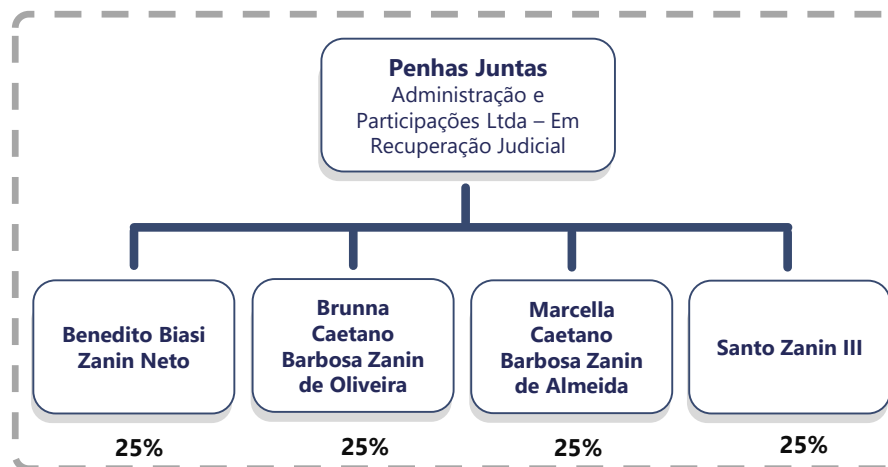 Penhas Juntas
Administração e
Participações Ltda – Em
Recuperação Judicial
Benedito Biasi
Zanin Neto
Brunna
Caetano
Barbosa Zanin
de Oliveira
Marcella
Caetano
Barbosa Zanin
de Almeida
Santo Zanin III
25%
25%
25%
25%